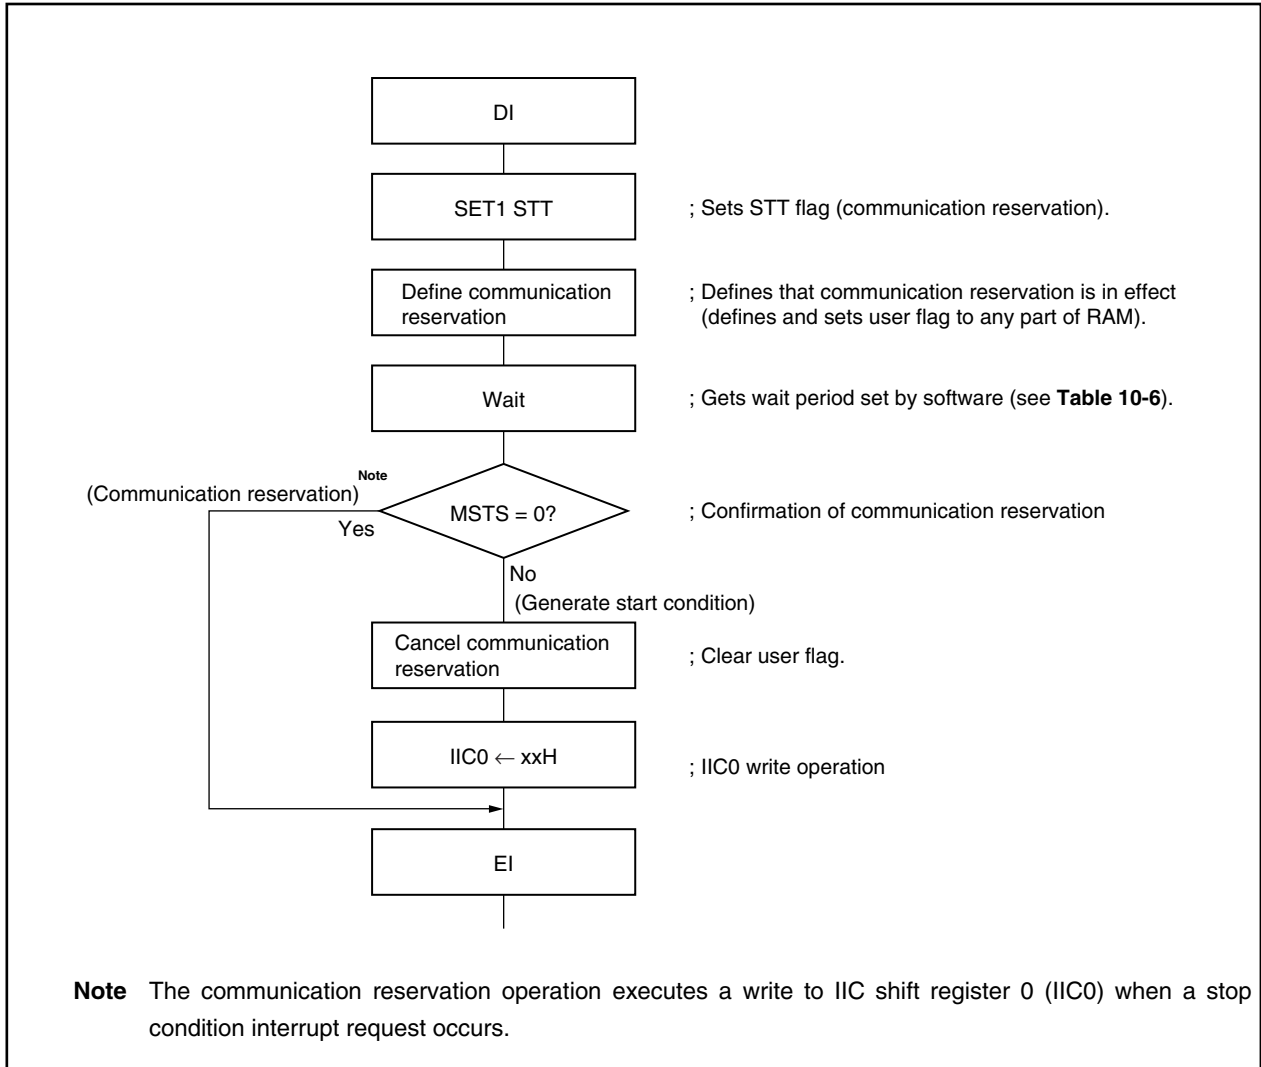 DI
SET1 STT
; Sets STT flag (communication reservation).
Define communication
reservation
; Defines that communication reservation is in effect
(defines and sets user flag to any part of RAM).
Wait
; Gets wait period set by software (see Table 10-6).
(Communication reservation)Note
Yes
MSTS = 0?
; Confirmation of communication reservation
No
(Generate start condition)
Cancel communication
reservation
; Clear user flag.
IIC0 ← xxH
; IIC0 write operation
EI
Note The communication reservation operation executes a write to IIC shift register 0 (IIC0) when a stop
condition interrupt request occurs.